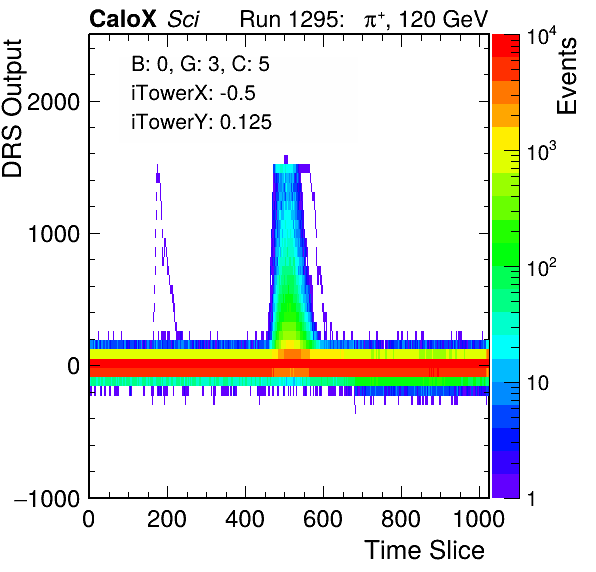 CaloX Sci Run 1295: π⁺, 120 GeV
B: 0, G: 3, C: 5
iTowerX: -0.5
iTowerY: 0.125
DRS Output
2000
1000
0
−1000
0 200 400 600 800 1000
Time Slice
Events
10⁴
10³
10²
10
1